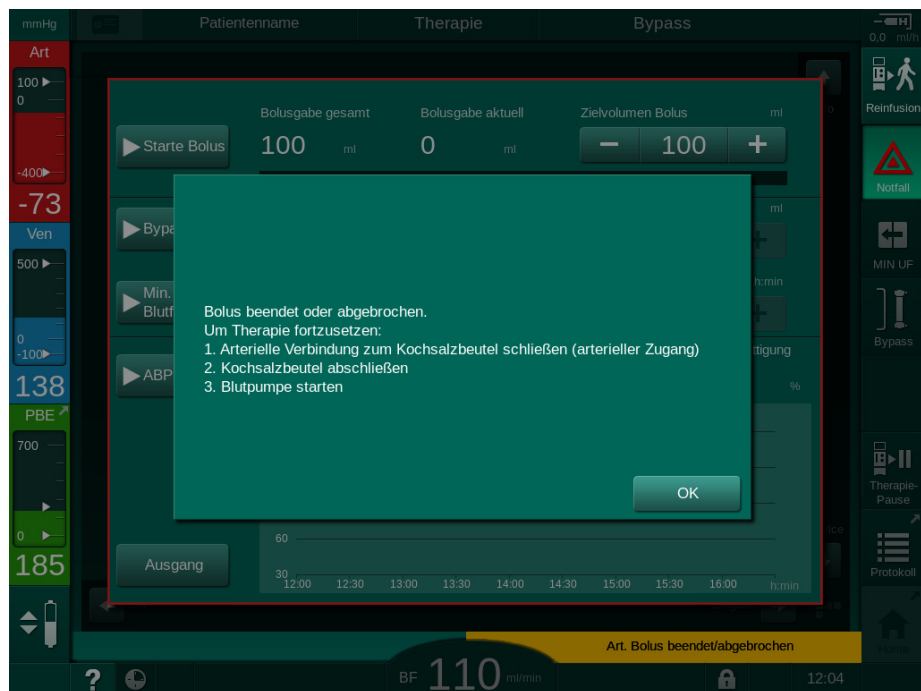 mmHg
Patientenname
Therapie
Bypass
0,0 ml/h
Art
100
0
-400
-73
Ven
500
0
-100
138
PBE
700
0
185
Bolusgabe gesamt
Bolusgabe aktuell
Zielvolumen Bolus
ml
Starte Bolus
100 ml
0 ml
− 100 +
ml
h:min
Min.
%
ABP
Bolus beendet oder abgebrochen.
Um Therapie fortzusetzen:
1. Arterielle Verbindung zum Kochsalzbeutel schließen (arterieller Zugang)
2. Kochsalzbeutel abschließen
3. Blutpumpe starten
OK
60
30
12:00 12:30 13:00 13:30 14:00 14:30 15:00 15:30 16:00 h:min
Ausgang
Reinfusion
Notfall
MIN UF
Bypass
Therapie-
Pause
Protokoll
Home
Art. Bolus beendet/abgebrochen
? BF 110 ml/min 12:04